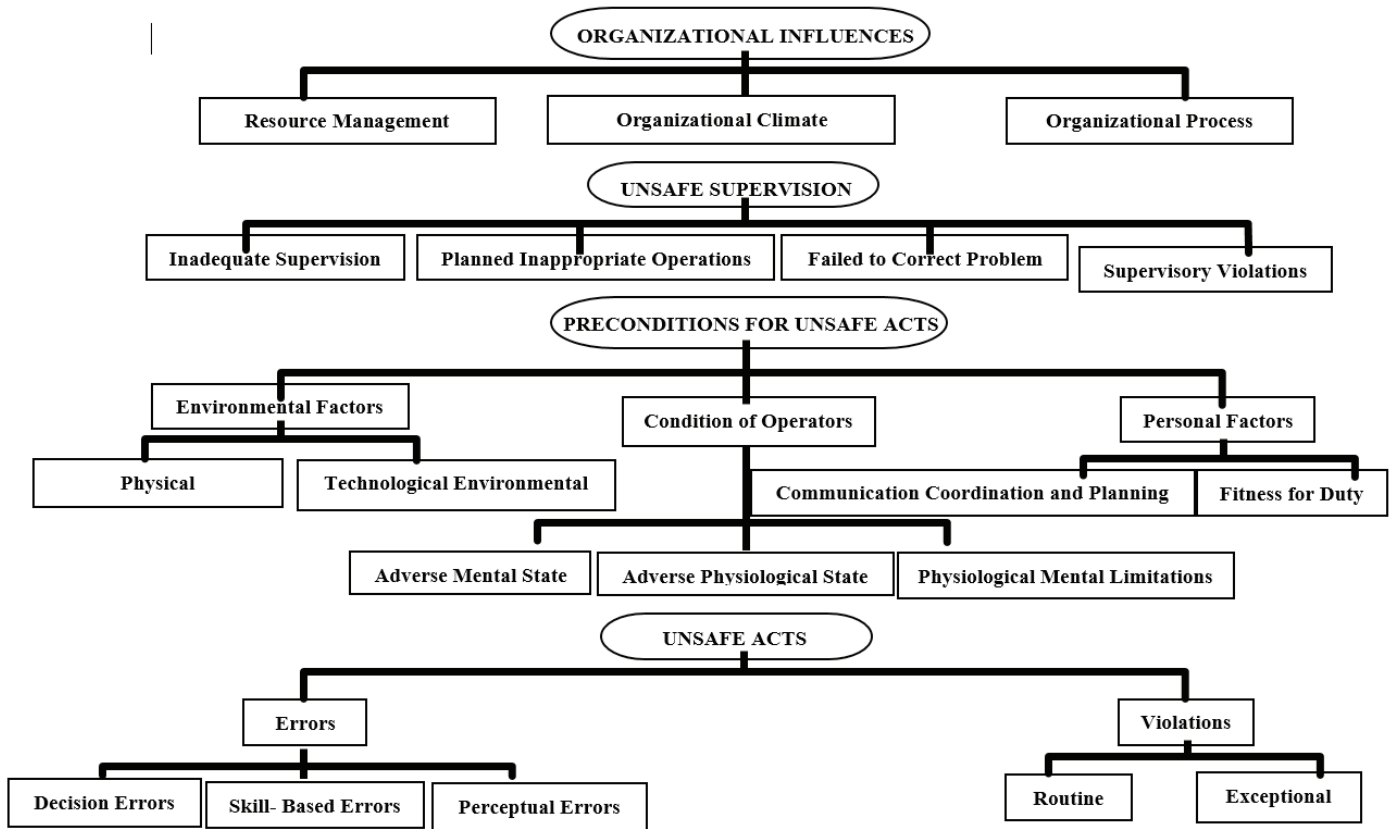 ORGANIZATIONAL INFLUENCES
Resource Management
Organizational Climate
Organizational Process
UNSAFE SUPERVISION
Inadequate Supervision
Planned Inappropriate Operations
Failed to Correct Problem
Supervisory Violations
PRECONDITIONS FOR UNSAFE ACTS
Environmental Factors
Condition of Operators
Personal Factors
Physical
Technological Environmental
Communication Coordination and Planning
Fitness for Duty
Adverse Mental State
Adverse Physiological State
Physiological Mental Limitations
UNSAFE ACTS
Errors
Violations
Decision Errors
Skill- Based Errors
Perceptual Errors
Routine
Exceptional